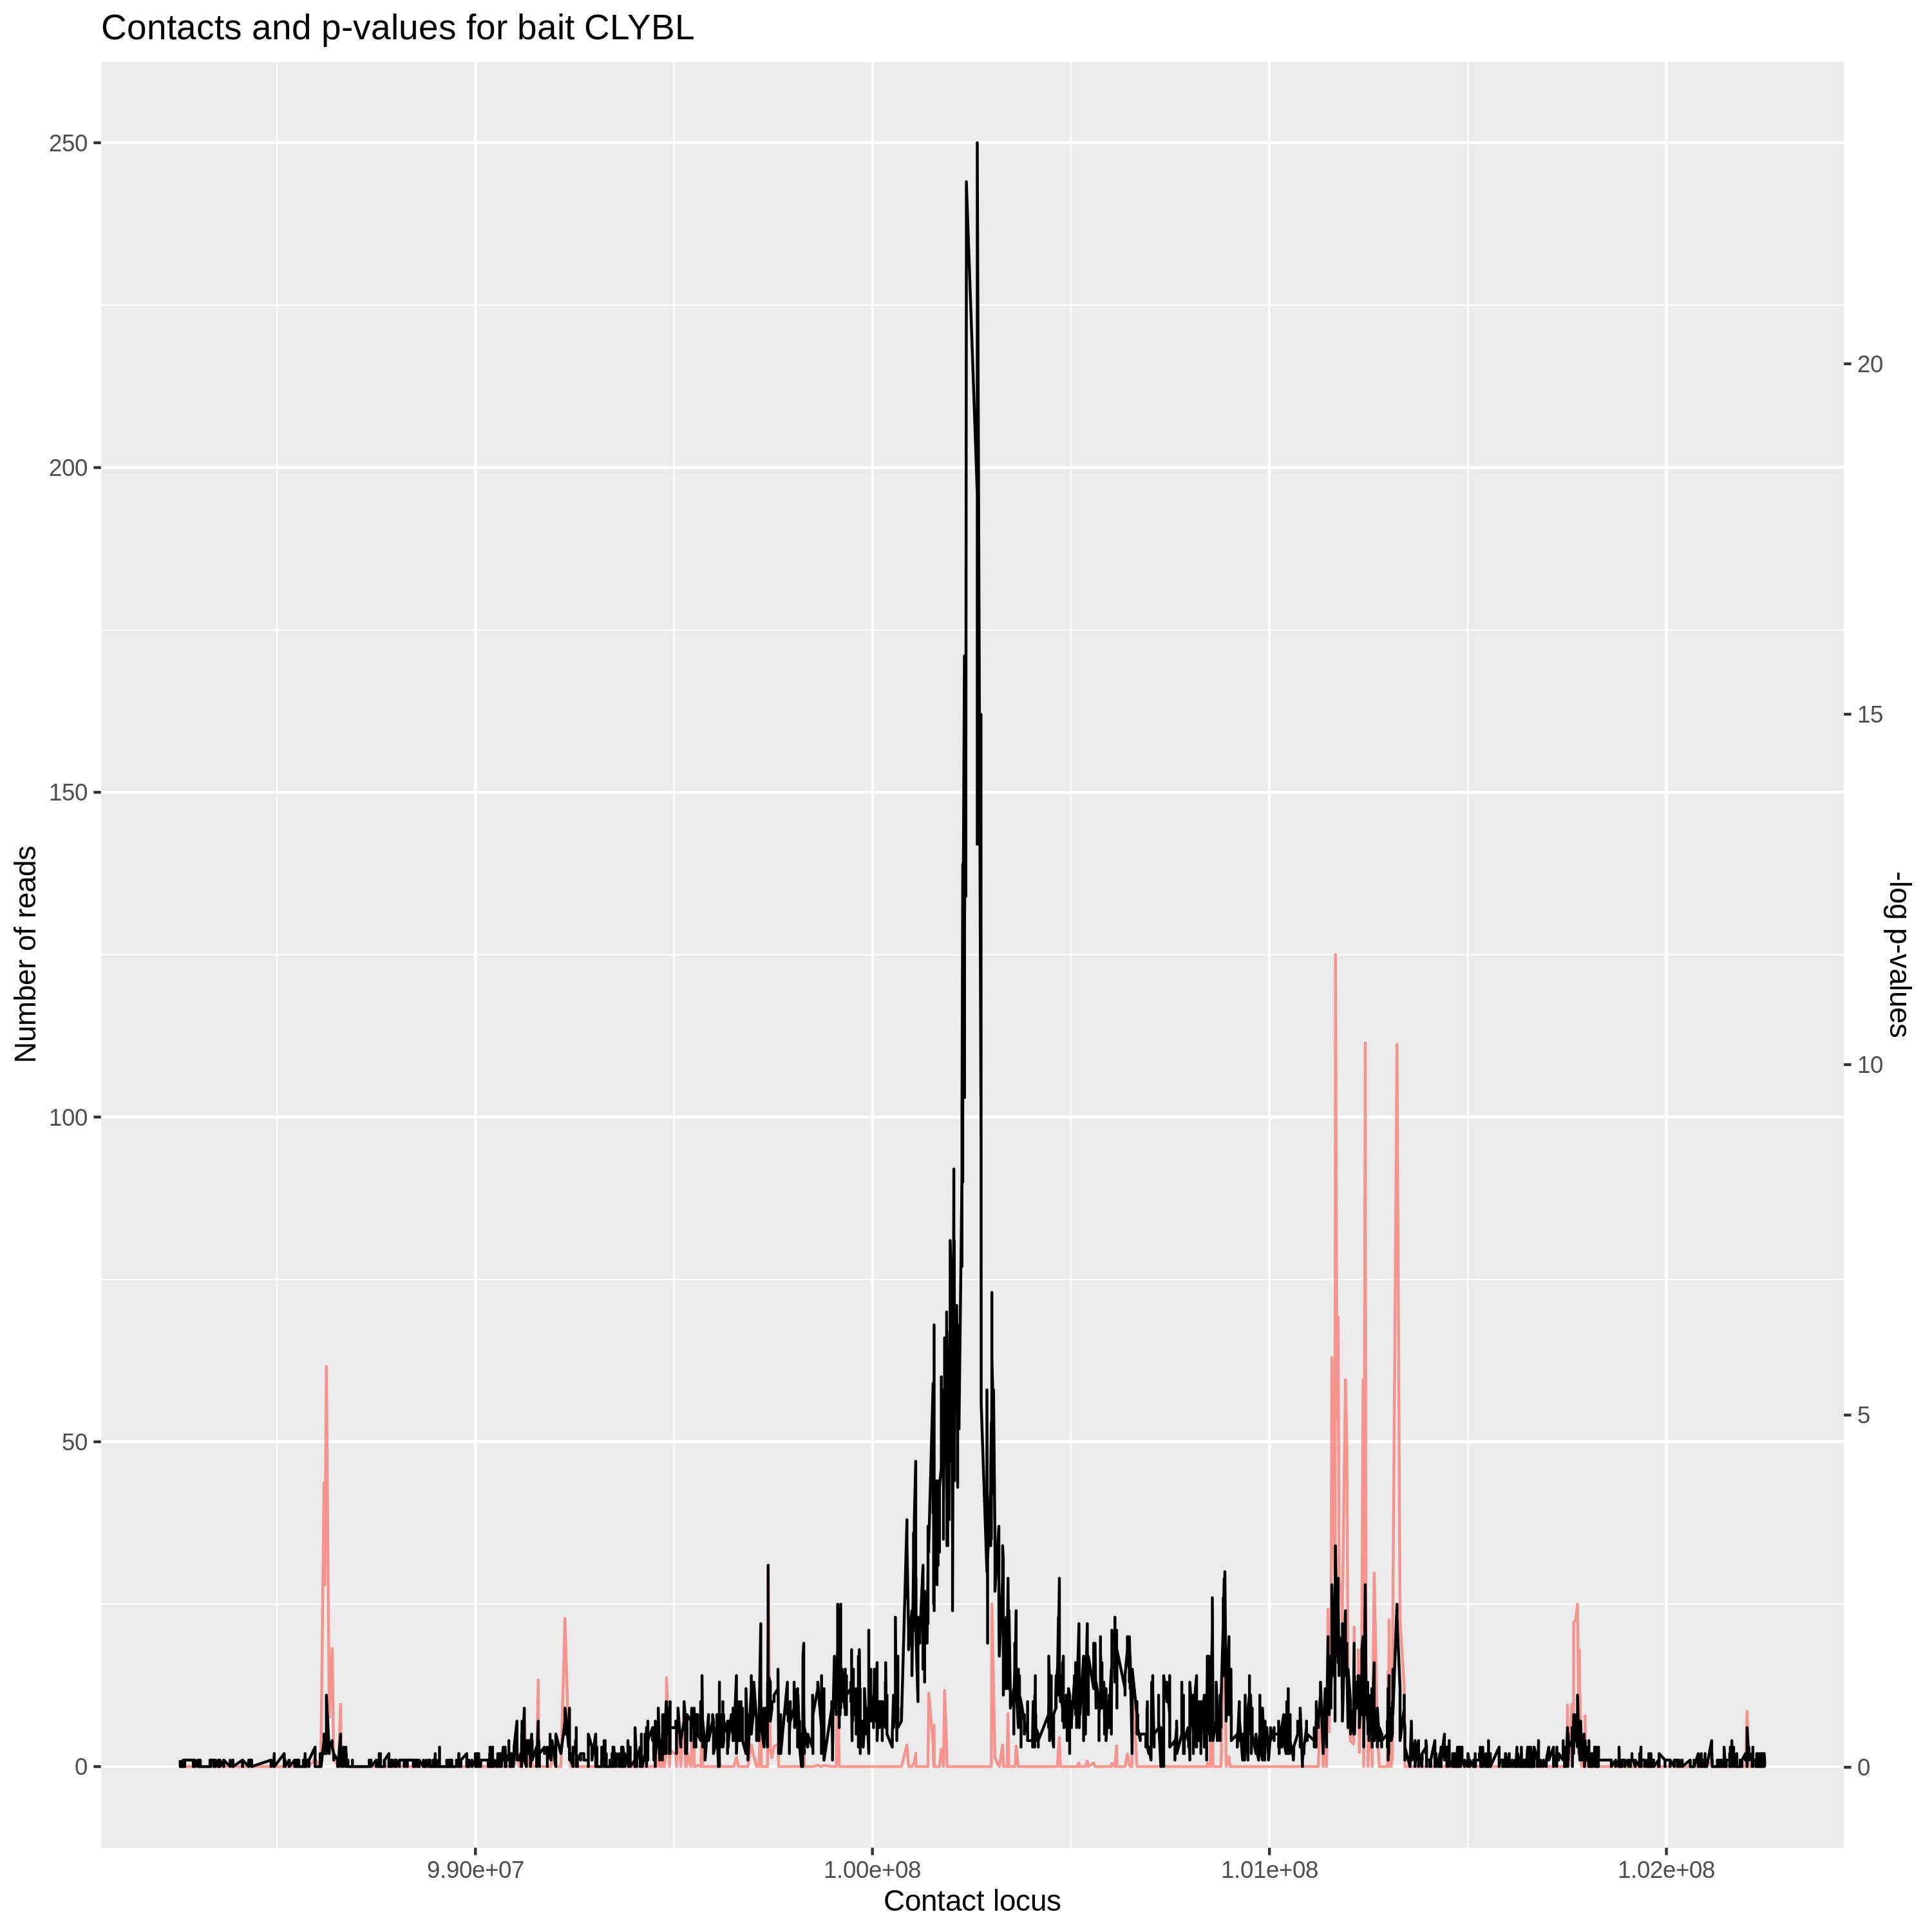 Contacts and p-values for bait CLYBL
250
200
150
100
50
0
Number of reads
20
15
10
5
0
-log p-values
9.90e+07
1.00e+08
1.01e+08
1.02e+08
Contact locus